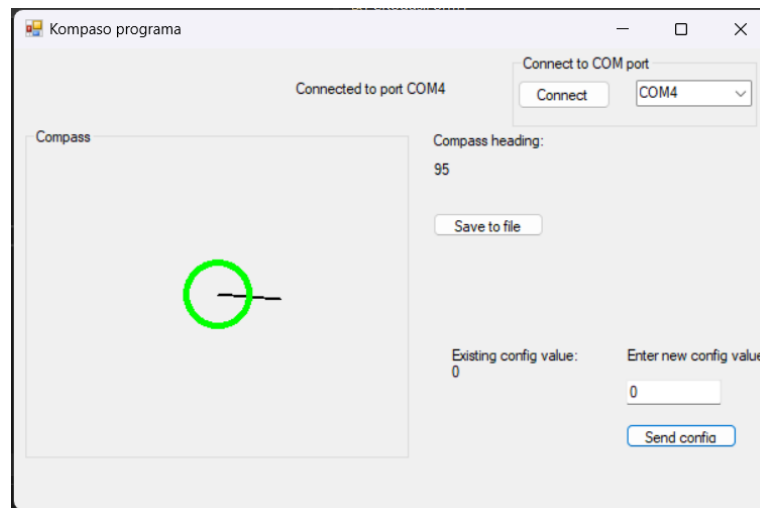 Kompaso programa
Connect to COM port
Connected to port COM4
Connect
COM4
Compass
Compass heading:
95
Save to file
Existing config value:
0
Enter new config value
0
Send config